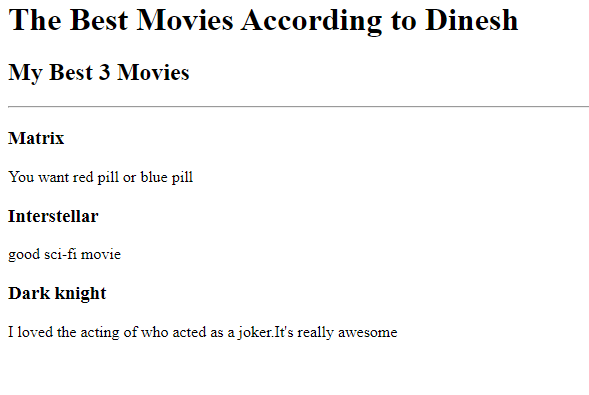 The Best Movies According to Dinesh
My Best 3 Movies
Matrix
You want red pill or blue pill
Interstellar
good sci-fi movie
Dark knight
I loved the acting of who acted as a joker.It's really awesome